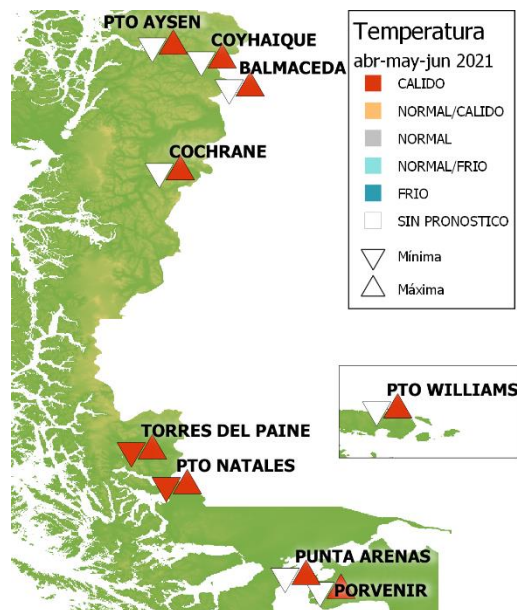 PTO AYSEN
COYHAIQUE
BALMACEDA
COCHRANE
Temperatura
abr-may-jun 2021
CALIDO
NORMAL/CALIDO
NORMAL
NORMAL/FRIO
FRIO
SIN PRONOSTICO
Mínima
Máxima
PTO WILLIAMS
TORRES DEL PAINE
PTO NATALES
PUNTA ARENAS
PORVENIR